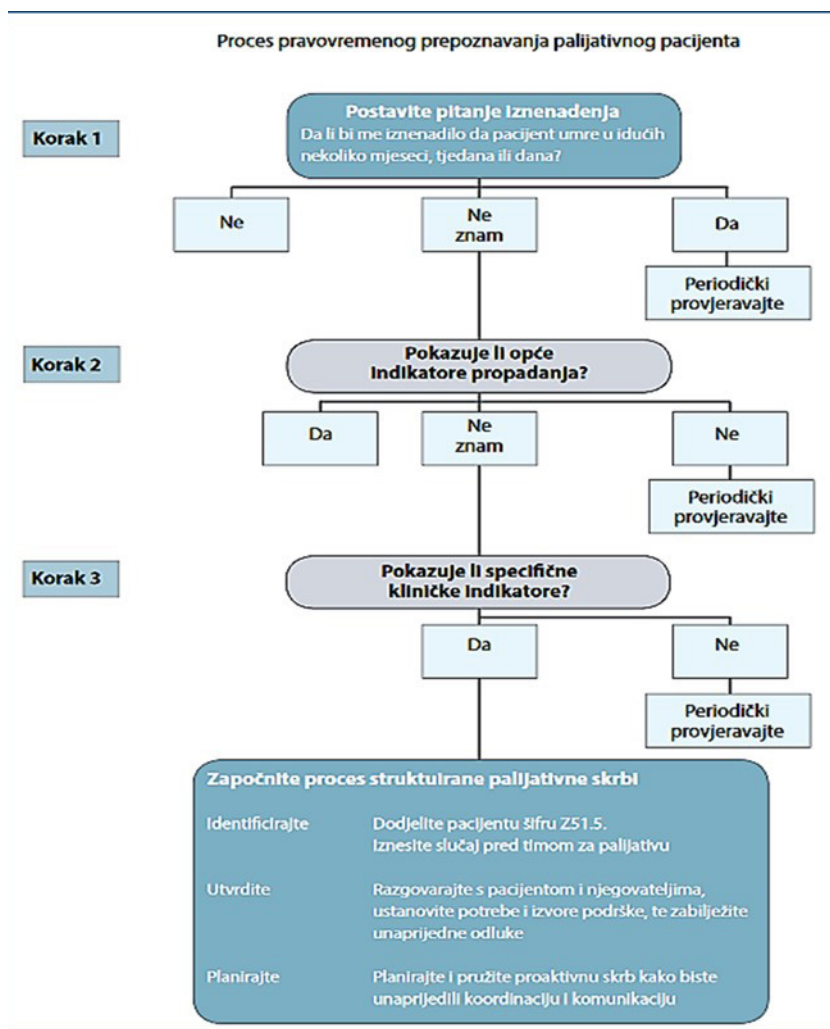 Proces pravovremenog prepoznavanja palijativnog pacijenta
Korak 1
Postavite pitanje iznenađenja
Da li bi me iznenadilo da pacijent umre u idućih
nekoliko mjeseci, tjedana ili dana?
Ne
Ne
znam
Da
Periodički
provjeravajte
Korak 2
Pokazuje li opće
indikatore propadanja?
Da
Ne
znam
Ne
Periodički
provjeravajte
Korak 3
Pokazuje li specifične
kliničke indikatore?
Da
Ne
Periodički
provjeravajte
Započnite proces struktuirane palijativne skrbi
Identificirajte
Dodjelite pacijentu šifru Z51.5.
Iznesite slučaj pred timom za palijativu
Utvrdite
Razgovarajte s pacijentom i njegovateljima,
ustanovite potrebe i izvore podrške, te zabilježite
unaprijedne odluke
Planirajte
Planirajte i pružite proaktivnu skrb kako biste
unaprijedili koordinaciju i komunikaciju